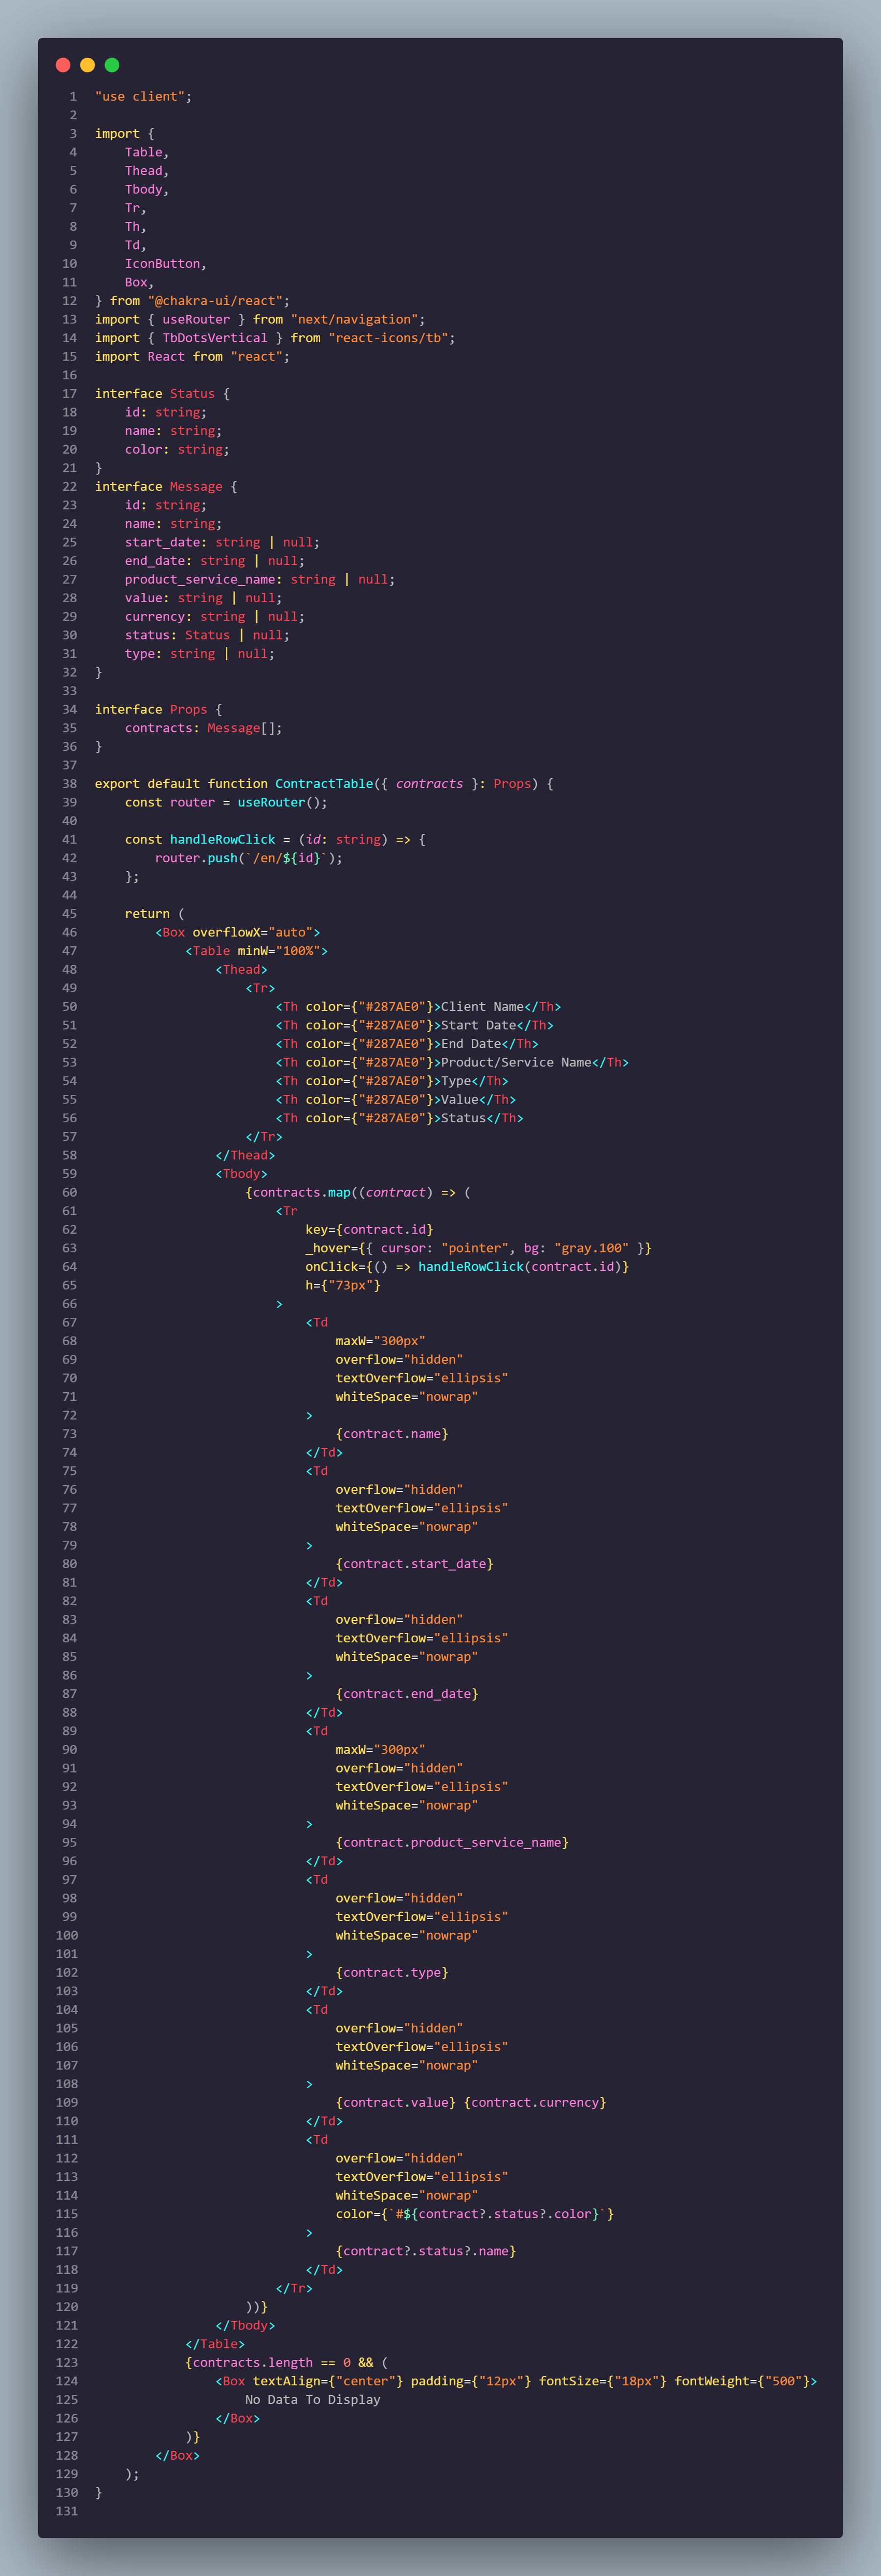 1 "use client";
2
3 import {
4     Table,
5     Thead,
6     Tbody,
7     Tr,
8     Th,
9     Td,
10     IconButton,
11     Box,
12 } from "@chakra-ui/react";
13 import { useRouter } from "next/navigation";
14 import { TbDotsVertical } from "react-icons/tb";
15 import React from "react";
16
17 interface Status {
18     id: string;
19     name: string;
20     color: string;
21 }
22 interface Message {
23     id: string;
24     name: string;
25     start_date: string | null;
26     end_date: string | null;
27     product_service_name: string | null;
28     value: string | null;
29     currency: string | null;
30     status: Status | null;
31     type: string | null;
32 }
33
34 interface Props {
35     contracts: Message[];
36 }
37
38 export default function ContractTable({ contracts }: Props) {
39     const router = useRouter();
40
41     const handleRowClick = (id: string) => {
42         router.push(`/en/${id}`);
43     };
44
45     return (
46         <Box overflowX="auto">
47             <Table minW="100%">
48                 <Thead>
49                     <Tr>
50                         <Th color={"#287AE0"}>Client Name</Th>
51                         <Th color={"#287AE0"}>Start Date</Th>
52                         <Th color={"#287AE0"}>End Date</Th>
53                         <Th color={"#287AE0"}>Product/Service Name</Th>
54                         <Th color={"#287AE0"}>Type</Th>
55                         <Th color={"#287AE0"}>Value</Th>
56                         <Th color={"#287AE0"}>Status</Th>
57                     </Tr>
58                 </Thead>
59                 <Tbody>
60                     {contracts.map((contract) => (
61                         <Tr
62                             key={contract.id}
63                             _hover={{ cursor: "pointer", bg: "gray.100" }}
64                             onClick={() => handleRowClick(contract.id)}
65                             h={"73px"}
66                         >
67                             <Td
68                                 maxW="300px"
69                                 overflow="hidden"
70                                 textOverflow="ellipsis"
71                                 whiteSpace="nowrap"
72                             >
73                                 {contract.name}
74                             </Td>
75                             <Td
76                                 overflow="hidden"
77                                 textOverflow="ellipsis"
78                                 whiteSpace="nowrap"
79                             >
80                                 {contract.start_date}
81                             </Td>
82                             <Td
83                                 overflow="hidden"
84                                 textOverflow="ellipsis"
85                                 whiteSpace="nowrap"
86                             >
87                                 {contract.end_date}
88                             </Td>
89                             <Td
90                                 maxW="300px"
91                                 overflow="hidden"
92                                 textOverflow="ellipsis"
93                                 whiteSpace="nowrap"
94                             >
95                                 {contract.product_service_name}
96                             </Td>
97                             <Td
98                                 overflow="hidden"
99                                 textOverflow="ellipsis"
100                                 whiteSpace="nowrap"
101                             >
102                                 {contract.type}
103                             </Td>
104                             <Td
105                                 overflow="hidden"
106                                 textOverflow="ellipsis"
107                                 whiteSpace="nowrap"
108                             >
109                                 {contract.value} {contract.currency}
110                             </Td>
111                             <Td
112                                 overflow="hidden"
113                                 textOverflow="ellipsis"
114                                 whiteSpace="nowrap"
115                                 color={`#${contract?.status?.color}`}
116                             >
117                                 {contract?.status?.name}
118                             </Td>
119                         </Tr>
120                     ))}
121                 </Tbody>
122             </Table>
123             {contracts.length == 0 && (
124                 <Box textAlign={"center"} padding={"12px"} fontSize={"18px"} fontWeight={"500"}>
125                     No Data To Display
126                 </Box>
127             )}
128         </Box>
129     );
130 }
131